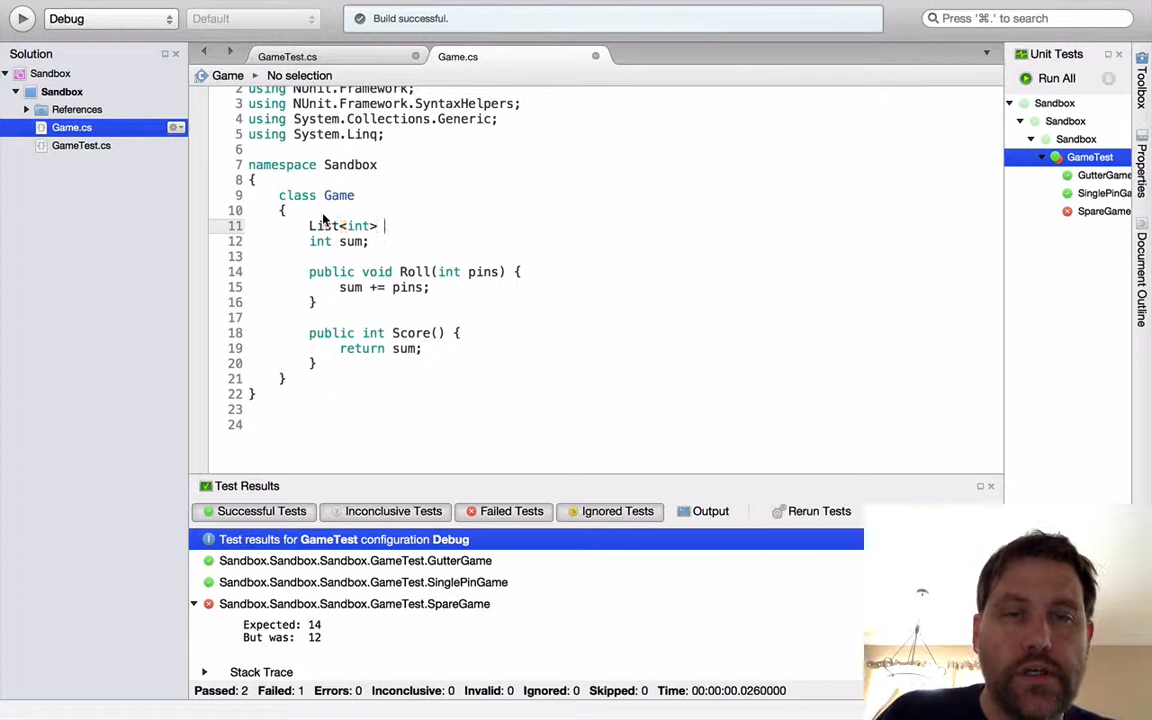 Debug
Default
Build successful.
Press '⌘.' to search
Solution
GameTest.cs
Game.cs
Unit Tests
Sandbox
Game
No selection
Run All
Sandbox
References
Game.cs
GameTest.cs
2 using NUnit.Framework;
3 using NUnit.Framework.SyntaxHelpers;
4 using System.Collections.Generic;
5 using System.Linq;
6
7 namespace Sandbox
8 {
9 class Game
10 {
11 List<int>
12 int sum;
13
14 public void Roll(int pins) {
15 sum += pins;
16 }
17
18 public int Score() {
19 return sum;
20 }
21 }
22 }
23
24
Sandbox
Sandbox
Sandbox
GameTest
GutterGame
SinglePinGa
SpareGame
Toolbox
Properties
Document Outline
Test Results
Successful Tests
Inconclusive Tests
Failed Tests
Ignored Tests
Output
Rerun Tests
Test results for GameTest configuration Debug
Sandbox.Sandbox.Sandbox.GameTest.GutterGame
Sandbox.Sandbox.Sandbox.GameTest.SinglePinGame
Sandbox.Sandbox.Sandbox.GameTest.SpareGame
Expected: 14
But was: 12
Stack Trace
Passed: 2 Failed: 1 Errors: 0 Inconclusive: 0 Invalid: 0 Ignored: 0 Skipped: 0 Time: 00:00:00.0260000